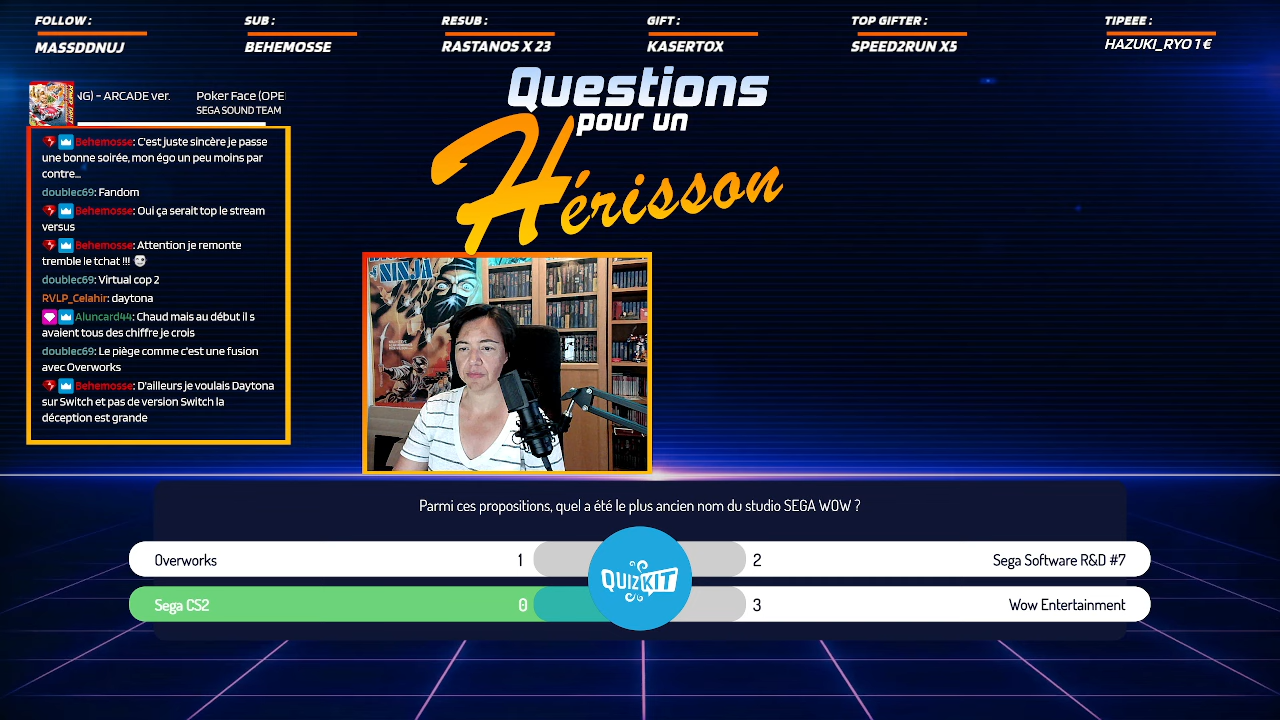 FOLLOW :
MASSDDNUJ
SUB :
BEHEMOSSE
RESUB :
RASTANOS X 23
GIFT :
KASERTOX
TOP GIFTER :
SPEED2RUN X5
TIPEEE :
HAZUKI_RYO 1 €
NG) - ARCADE ver.
Poker Face (OPE
SEGA SOUND TEAM
Questions
pour un
Hérisson
Behemosse: C'est juste sincère je passe
une bonne soirée, mon égo un peu moins par
contre...
doublec69: Fandom
Behemosse: Oui ça serait top le stream
versus
Behemosse: Attention je remonte
tremble le tchat !!!
doublec69: Virtual cop 2
RVLP_Celahir: daytona
Aluncard44: Chaud mais au début il s
avaient tous des chiffre je crois
doublec69: Le piège comme c'est une fusion
avec Overworks
Behemosse: D'ailleurs je voulais Daytona
sur Switch et pas de version Switch la
déception est grande
NINJA
Parmi ces propositions, quel a été le plus ancien nom du studio SEGA WOW ?
Overworks 1
2 Sega Software R&D #7
Sega CS2 0
3 Wow Entertainment
QUIZKIT